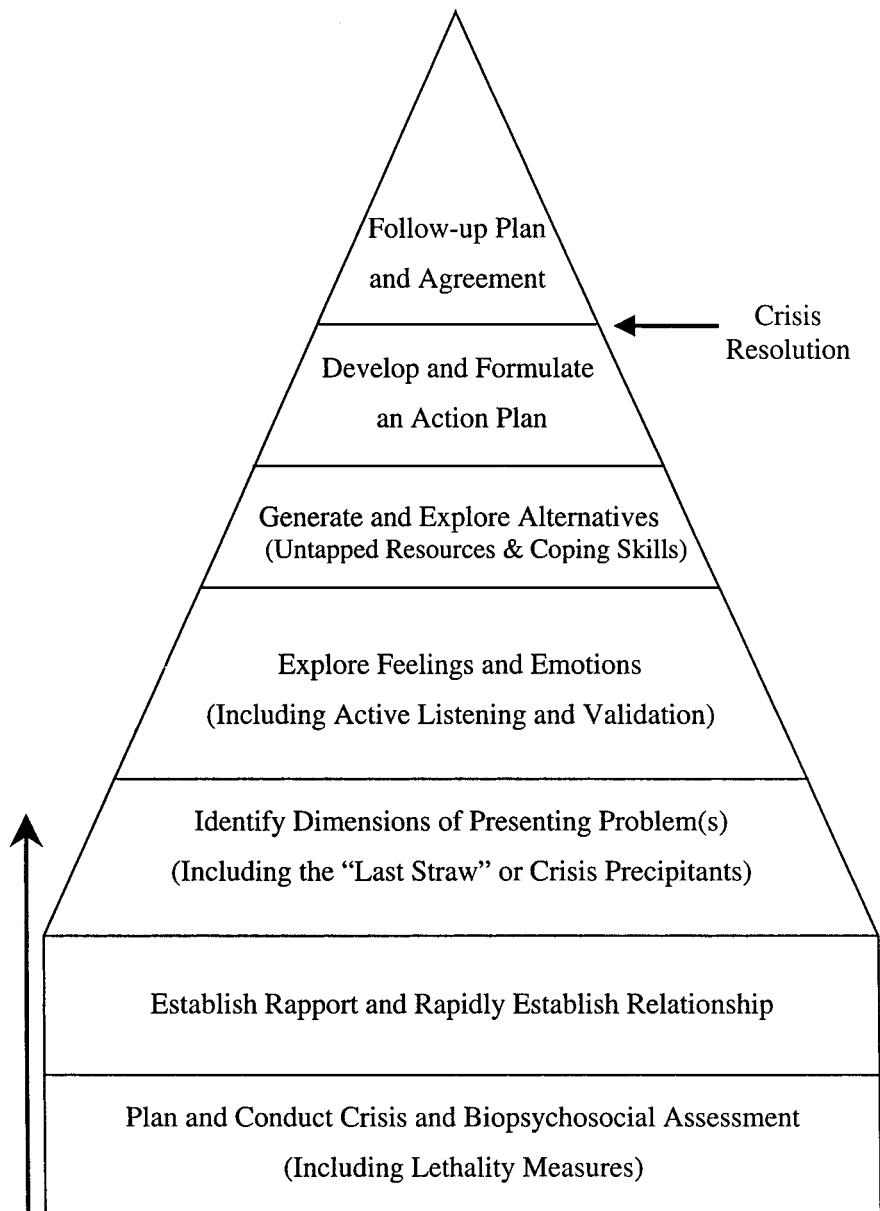 Follow-up Plan
and Agreement
Crisis
Resolution
Develop and Formulate
an Action Plan
Generate and Explore Alternatives
(Untapped Resources & Coping Skills)
Explore Feelings and Emotions
(Including Active Listening and Validation)
Identify Dimensions of Presenting Problem(s)
(Including the “Last Straw” or Crisis Precipitants)
Establish Rapport and Rapidly Establish Relationship
Plan and Conduct Crisis and Biopsychosocial Assessment
(Including Lethality Measures)